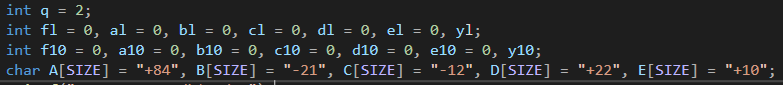 int q = 2;
int fl = 0, al = 0, bl = 0, cl = 0, dl = 0, el = 0, yl;
int f10 = 0, a10 = 0, b10 = 0, c10 = 0, d10 = 0, e10 = 0, y10;
char A[SIZE] = "+84", B[SIZE] = "-21", C[SIZE] = "-12", D[SIZE] = "+22", E[SIZE] = "+10";